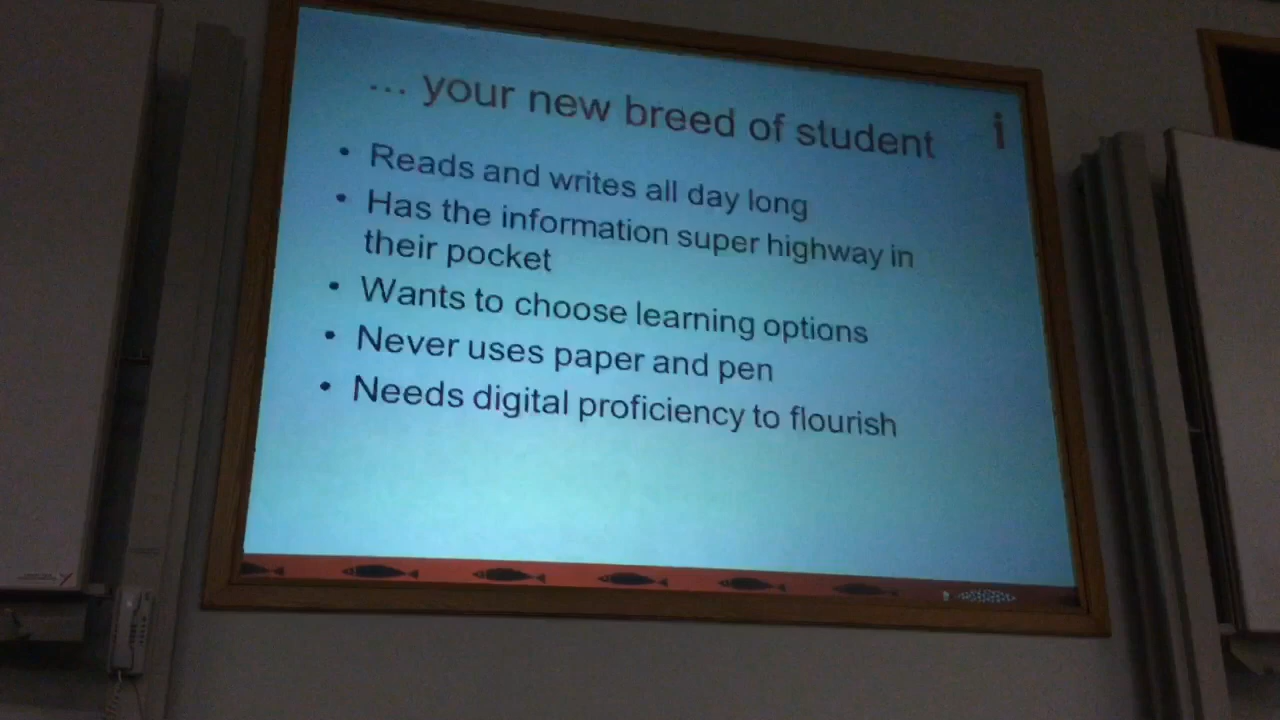 ... your new breed of student
i
• Reads and writes all day long
• Has the information super highway in
their pocket
• Wants to choose learning options
• Never uses paper and pen
• Needs digital proficiency to flourish